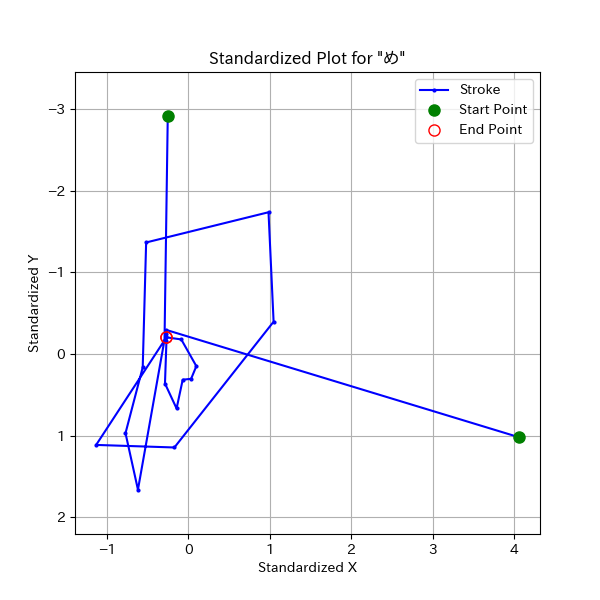 Standardized Plot for "め"
Stroke
Start Point
End Point
Standardized Y
−3
−2
−1
0
1
2
−1
0
1
2
3
4
Standardized X